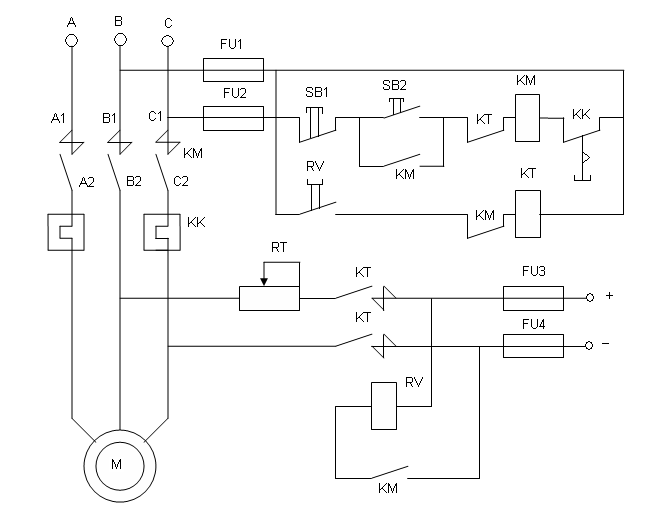 A B C
FU1
FU2
SB1 SB2 KM
A1 B1 C1
KT KK
KM
KM
RV KT
A2 B2 C2
KM
KK
RT KT FU3
+
KT FU4
−
RV
M
KM